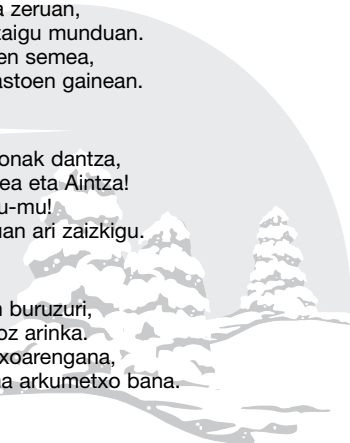 zeruan,
zaigu munduan.
en semea,
astoen gainean.
onak dantza,
ea eta Aintza!
u-mu!
uan ari zaizkigu.
n buruzuri,
oz arinka.
xoarengana,
na arkumetxo bana.